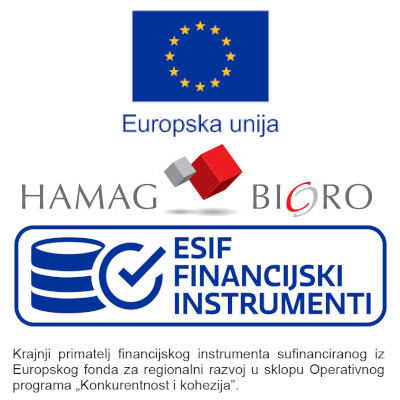 Europska unija
HAMAG BICRO
ESIF
FINANCIJSKI
INSTRUMENTI
Krajnji primatelj financijskog instrumenta sufinanciranog iz
Europskog fonda za regionalni razvoj u sklopu Operativnog
programa „Konkurentnost i kohezija”.